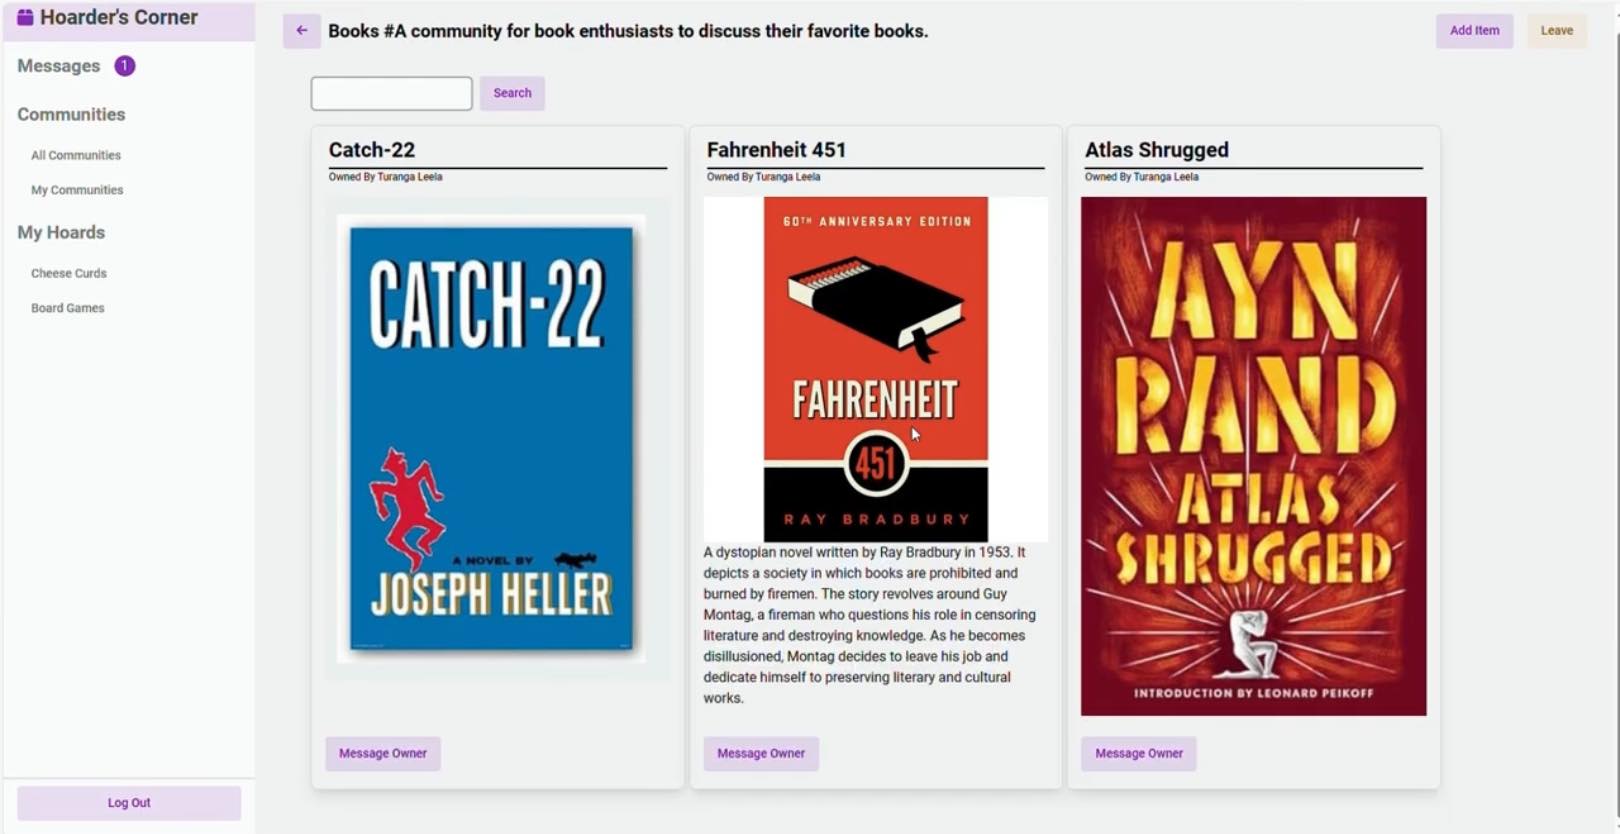 Hoarder's Corner
Messages 1
Communities
All Communities
My Communities
My Hoards
Cheese Curds
Board Games
Log Out
Books #A community for book enthusiasts to discuss their favorite books.
Add Item
Leave
Search
Catch-22
Owned By Turanga Leela
CATCH-22
A NOVEL BY
JOSEPH HELLER
Message Owner
Fahrenheit 451
Owned By Turanga Leela
60TH ANNIVERSARY EDITION
FAHRENHEIT
451
RAY BRADBURY
A dystopian novel written by Ray Bradbury in 1953. It
depicts a society in which books are prohibited and
burned by firemen. The story revolves around Guy
Montag, a fireman who questions his role in censoring
literature and destroying knowledge. As he becomes
disillusioned, Montag decides to leave his job and
dedicate himself to preserving literary and cultural
works.
Message Owner
Atlas Shrugged
Owned By Turanga Leela
AYN
RAND
ATLAS
SHRUGGED
INTRODUCTION BY LEONARD PEIKOFF
Message Owner